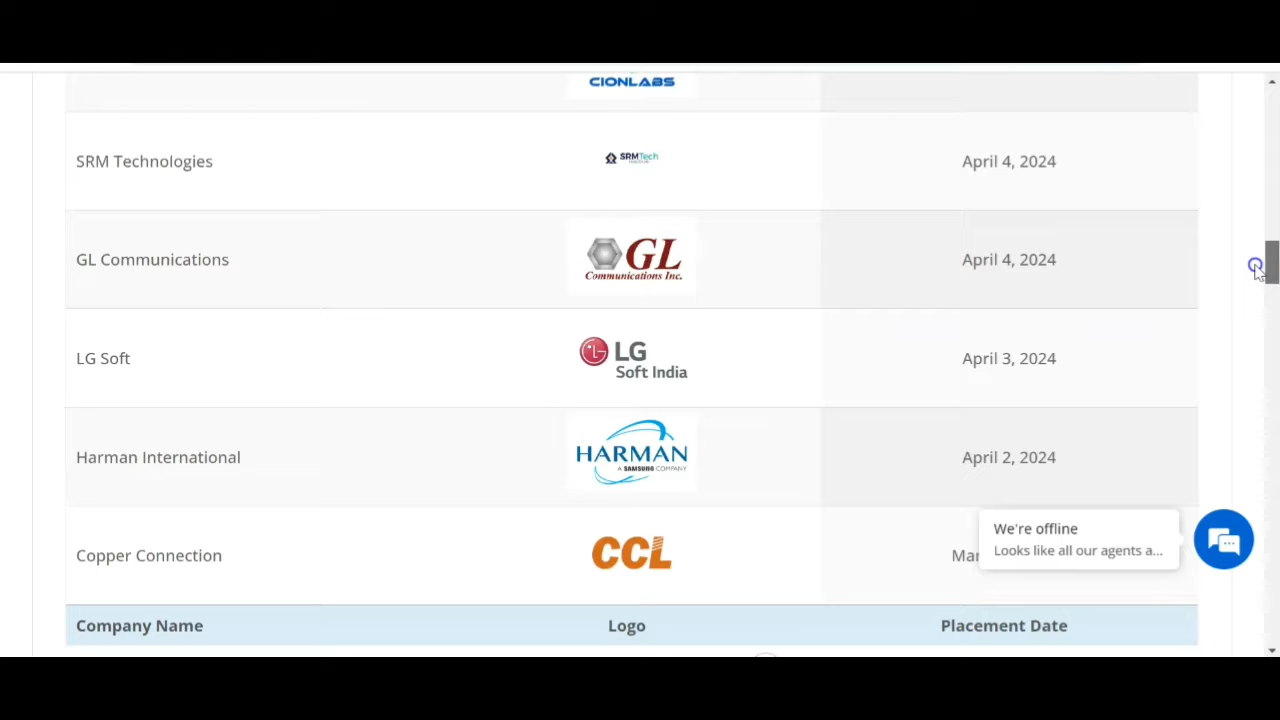 CIONLABS
SRM Technologies
SRMTech
April 4, 2024
GL Communications
GL
Communications Inc.
April 4, 2024
LG Soft
LG
Soft India
April 3, 2024
Harman International
HARMAN
A SAMSUNG COMPANY
April 2, 2024
We're offline
Looks like all our agents a...
Copper Connection
CCL
Mar
Company Name
Logo
Placement Date